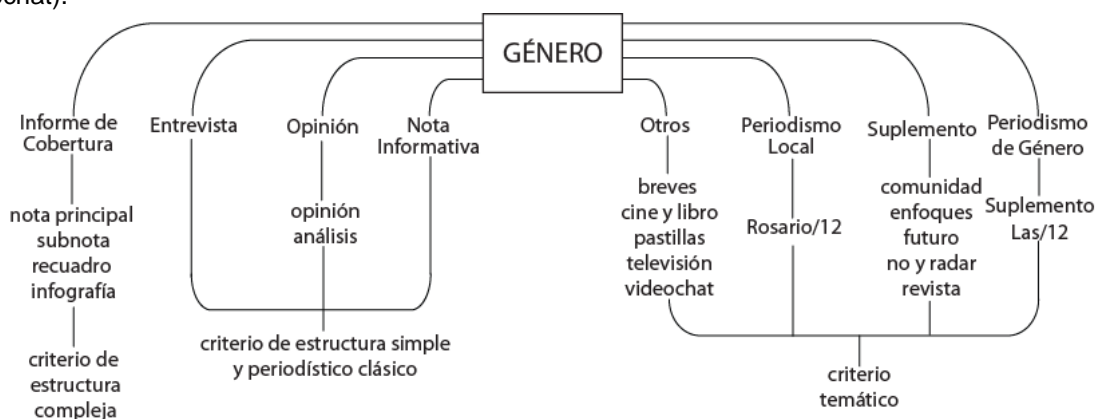 chat).
GÉNERO
Informe de
Cobertura
Entrevista
Opinión
Nota
Informativa
Otros
Periodismo
Local
Suplemento
Periodismo
de Género
nota principal
subnota
recuadro
infografía
opinión
análisis
breves
cine y libro
pastillas
televisión
videochat
Rosario/12
comunidad
enfoques
futuro
no y radar
revista
Suplemento
Las/12
criterio de
estructura
compleja
criterio de estructura simple
y periodístico clásico
criterio
temático